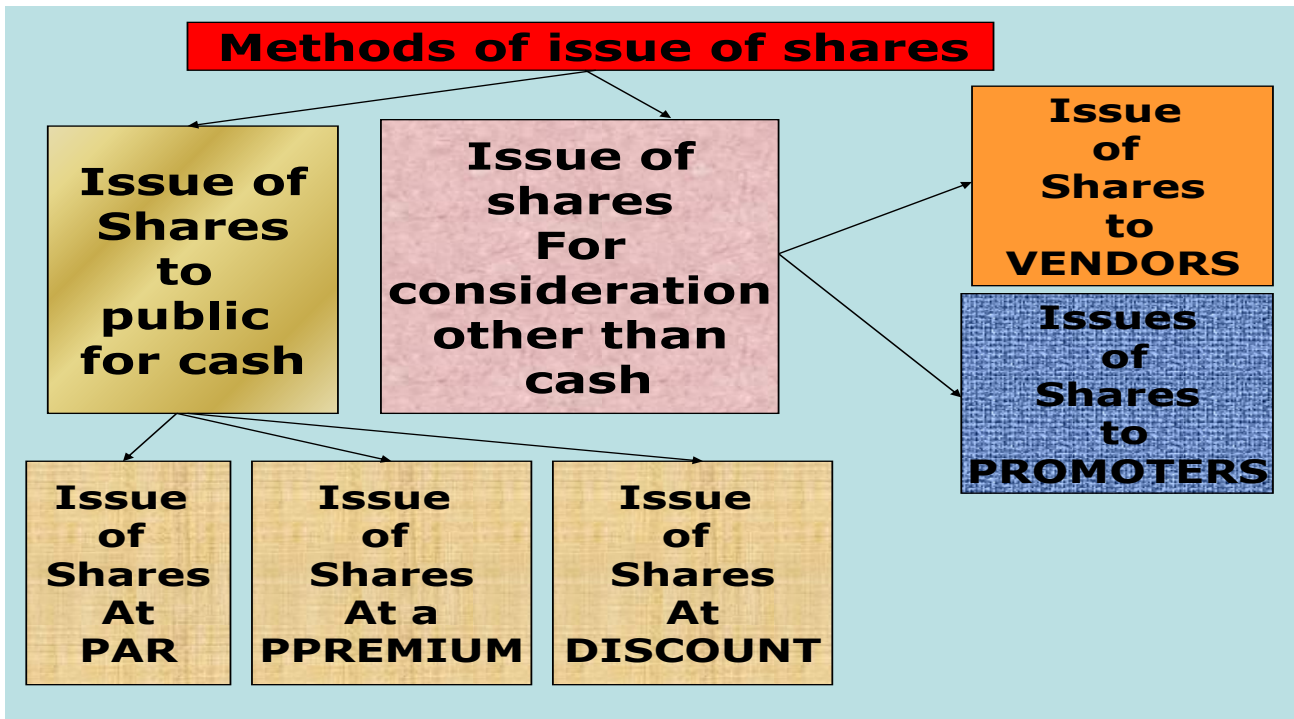 Methods of issue of shares
Issue of
Shares
to
public
for cash
Issue of
shares
For
consideration
other than
cash
Issue
of
Shares
to
VENDORS
Issues
of
Shares
to
PROMOTERS
Issue
of
Shares
At
PAR
Issue
of
Shares
At a
PPREMIUM
Issue
of
Shares
At
DISCOUNT